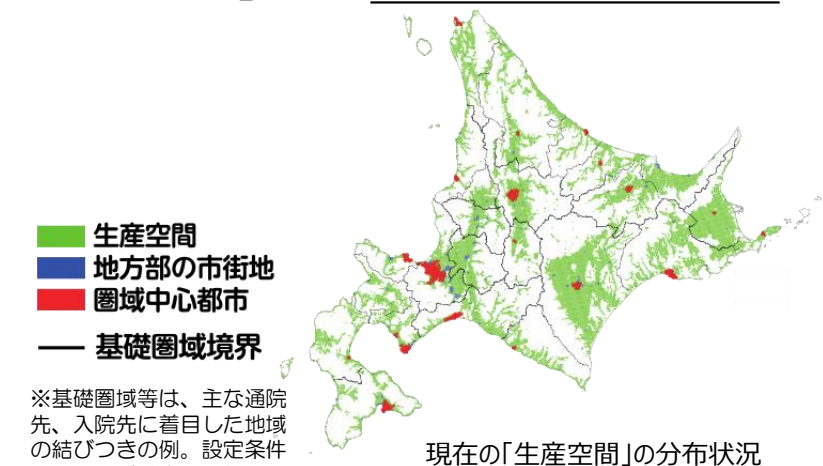 生産空間
地方部の市街地
圏域中心都市
基礎圏域境界
※基礎圏域等は、主な通院
先、入院先に着目した地域
の結びつきの例。設定条件
現在の「生産空間」の分布状況